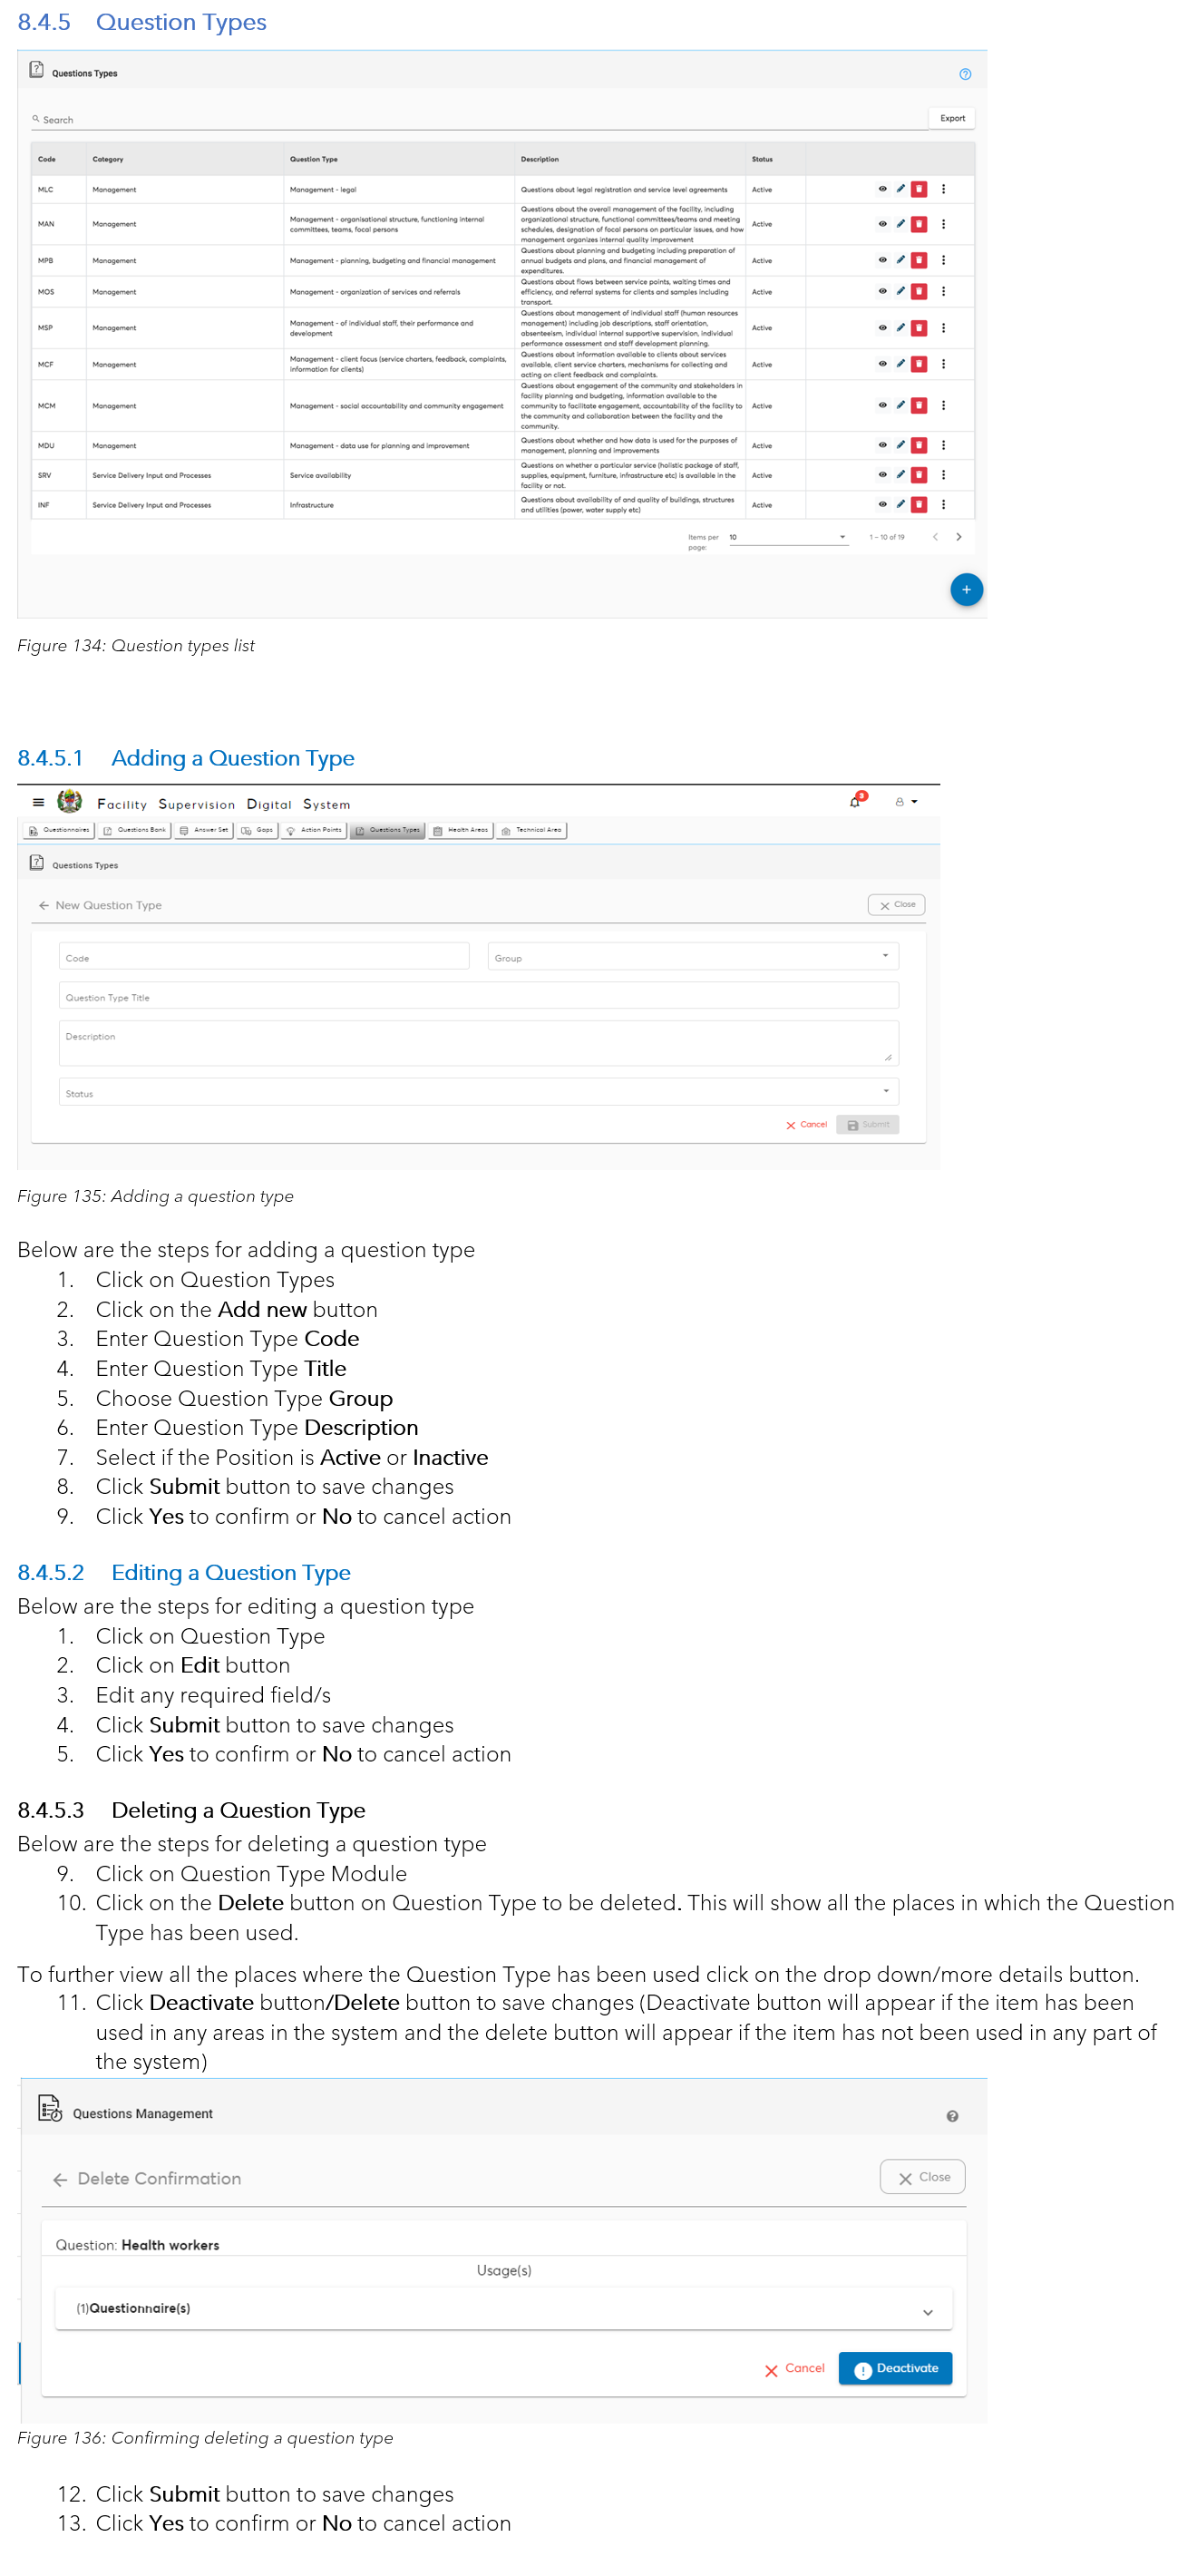 8.4.5 Question Types
Questions Types
Search
Export
Code Category Question Type Description Status
MLC Management Management - legal Questions about legal registration and service level agreements Active
MAN Management Management - organisational structure, functioning internal committees, teams, focal persons Questions about the overall management of the facility, including organizational structure, functional committees/teams and meeting schedules, designation of focal persons on particular issues, and how management organizes internal quality improvement Active
MPB Management Management - planning, budgeting and financial management Questions about planning and budgeting including preparation of annual budgets and plans, and financial management of expenditures. Active
MOS Management Management - organization of services and referrals Questions about flows between service points, waiting times and efficiency, and referral systems for clients and samples including transport. Active
MSP Management Management - of individual staff, their performance and development Questions about management of individual staff (human resources management) including job descriptions, staff orientation, absenteeism, individual internal supportive supervision, individual performance assessment and staff development planning. Active
MCF Management Management - client focus (service charters, feedback, complaints, information for clients) Questions about information available to clients about services available, client service charters, mechanisms for collecting and acting on client feedback and complaints. Active
MCM Management Management - social accountability and community engagement Questions about engagement of the community and stakeholders in facility planning and budgeting, information available to the community to facilitate engagement, accountability of the facility to the community and collaboration between the facility and the community. Active
MDU Management Management - data use for planning and improvement Questions about whether and how data is used for the purposes of management, planning and improvements Active
SRV Service Delivery Input and Processes Service availability Questions on whether a particular service (holistic package of staff, supplies, equipment, furniture, infrastructure etc) is available in the facility or not. Active
INF Service Delivery Input and Processes Infrastructure Questions about availability of and quality of buildings, structures and utilities (power, water supply etc) Active
Items per page: 10 1 – 10 of 19
Figure 134: Question types list
8.4.5.1 Adding a Question Type
Facility Supervision Digital System 3
Questionnaires Questions Bank Answer Set Gaps Action Points Questions Types Health Areas Technical Area
Questions Types
New Question Type Close
Code Group
Question Type Title
Description
Status
Cancel Submit
Figure 135: Adding a question type
Below are the steps for adding a question type
1. Click on Question Types
2. Click on the Add new button
3. Enter Question Type Code
4. Enter Question Type Title
5. Choose Question Type Group
6. Enter Question Type Description
7. Select if the Position is Active or Inactive
8. Click Submit button to save changes
9. Click Yes to confirm or No to cancel action
8.4.5.2 Editing a Question Type
Below are the steps for editing a question type
1. Click on Question Type
2. Click on Edit button
3. Edit any required field/s
4. Click Submit button to save changes
5. Click Yes to confirm or No to cancel action
8.4.5.3 Deleting a Question Type
Below are the steps for deleting a question type
9. Click on Question Type Module
10. Click on the Delete button on Question Type to be deleted. This will show all the places in which the Question
Type has been used.
To further view all the places where the Question Type has been used click on the drop down/more details button.
11. Click Deactivate button/Delete button to save changes (Deactivate button will appear if the item has been
used in any areas in the system and the delete button will appear if the item has not been used in any part of
the system)
Questions Management
Delete Confirmation Close
Question: Health workers
Usage(s)
(1)Questionnaire(s)
Cancel Deactivate
Figure 136: Confirming deleting a question type
12. Click Submit button to save changes
13. Click Yes to confirm or No to cancel action